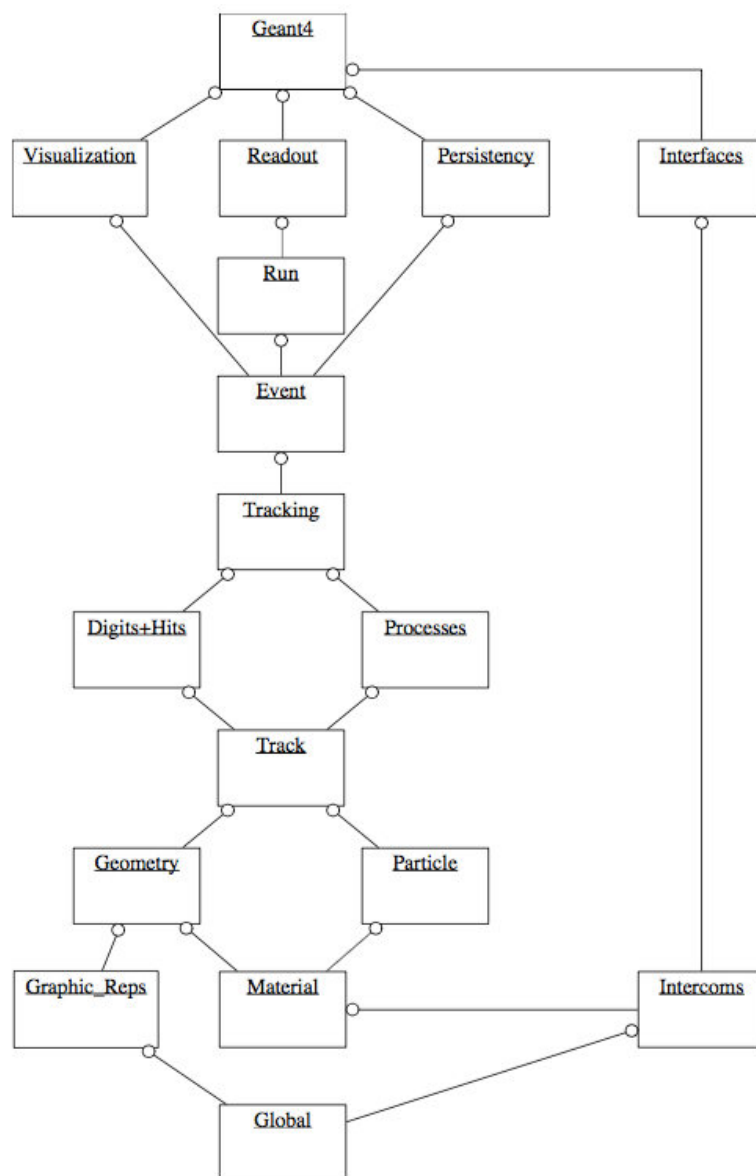 Geant4
Visualization
Readout
Persistency
Interfaces
Run
Event
Tracking
Digits+Hits
Processes
Track
Geometry
Particle
Graphic_Reps
Material
Intercoms
Global